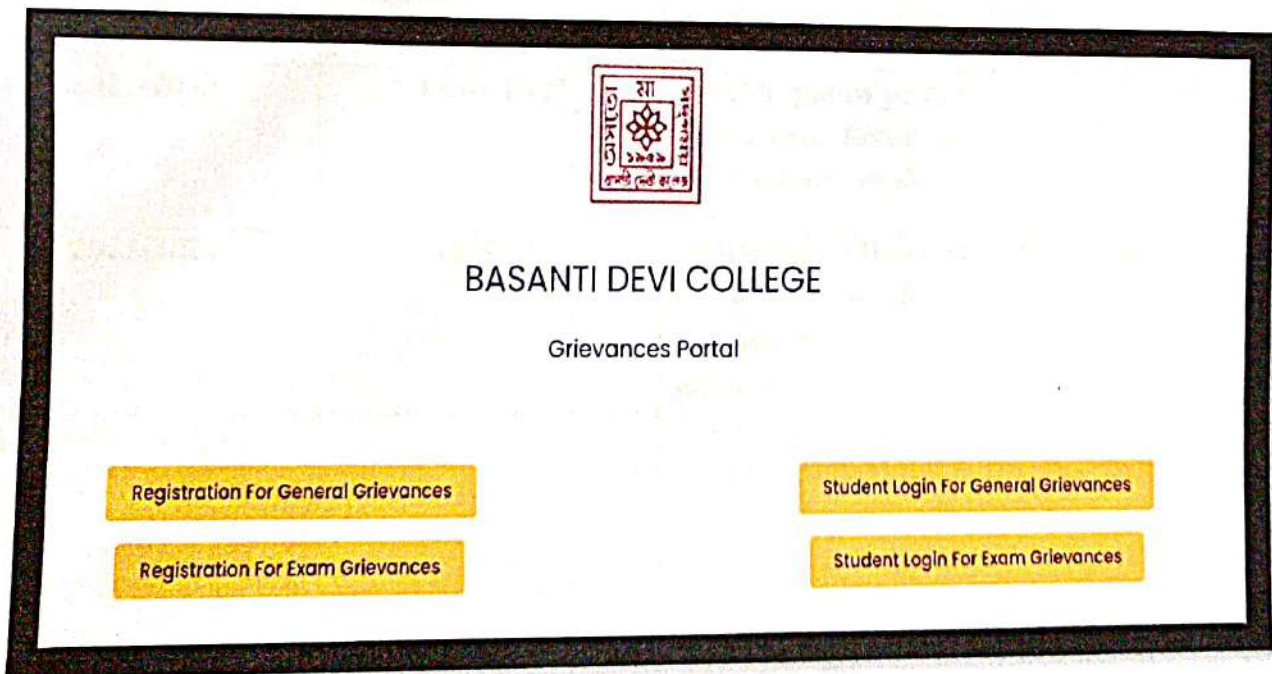 মা
১৯৫৯
BASANTI DEVI COLLEGE
Grievances Portal
Registration For General Grievances
Student Login For General Grievances
Registration For Exam Grievances
Student Login For Exam Grievances